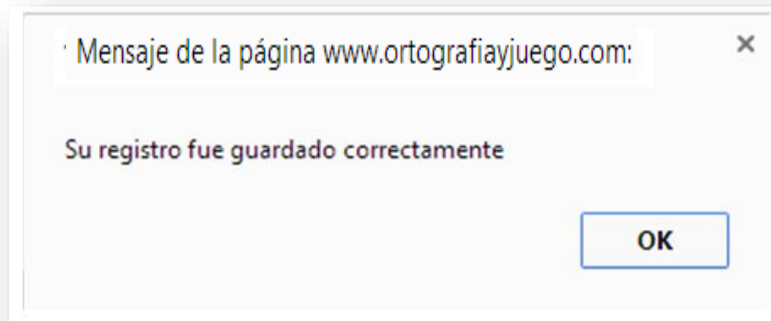 Mensaje de la página www.ortografiayjuego.com:
Su registro fue guardado correctamente
OK